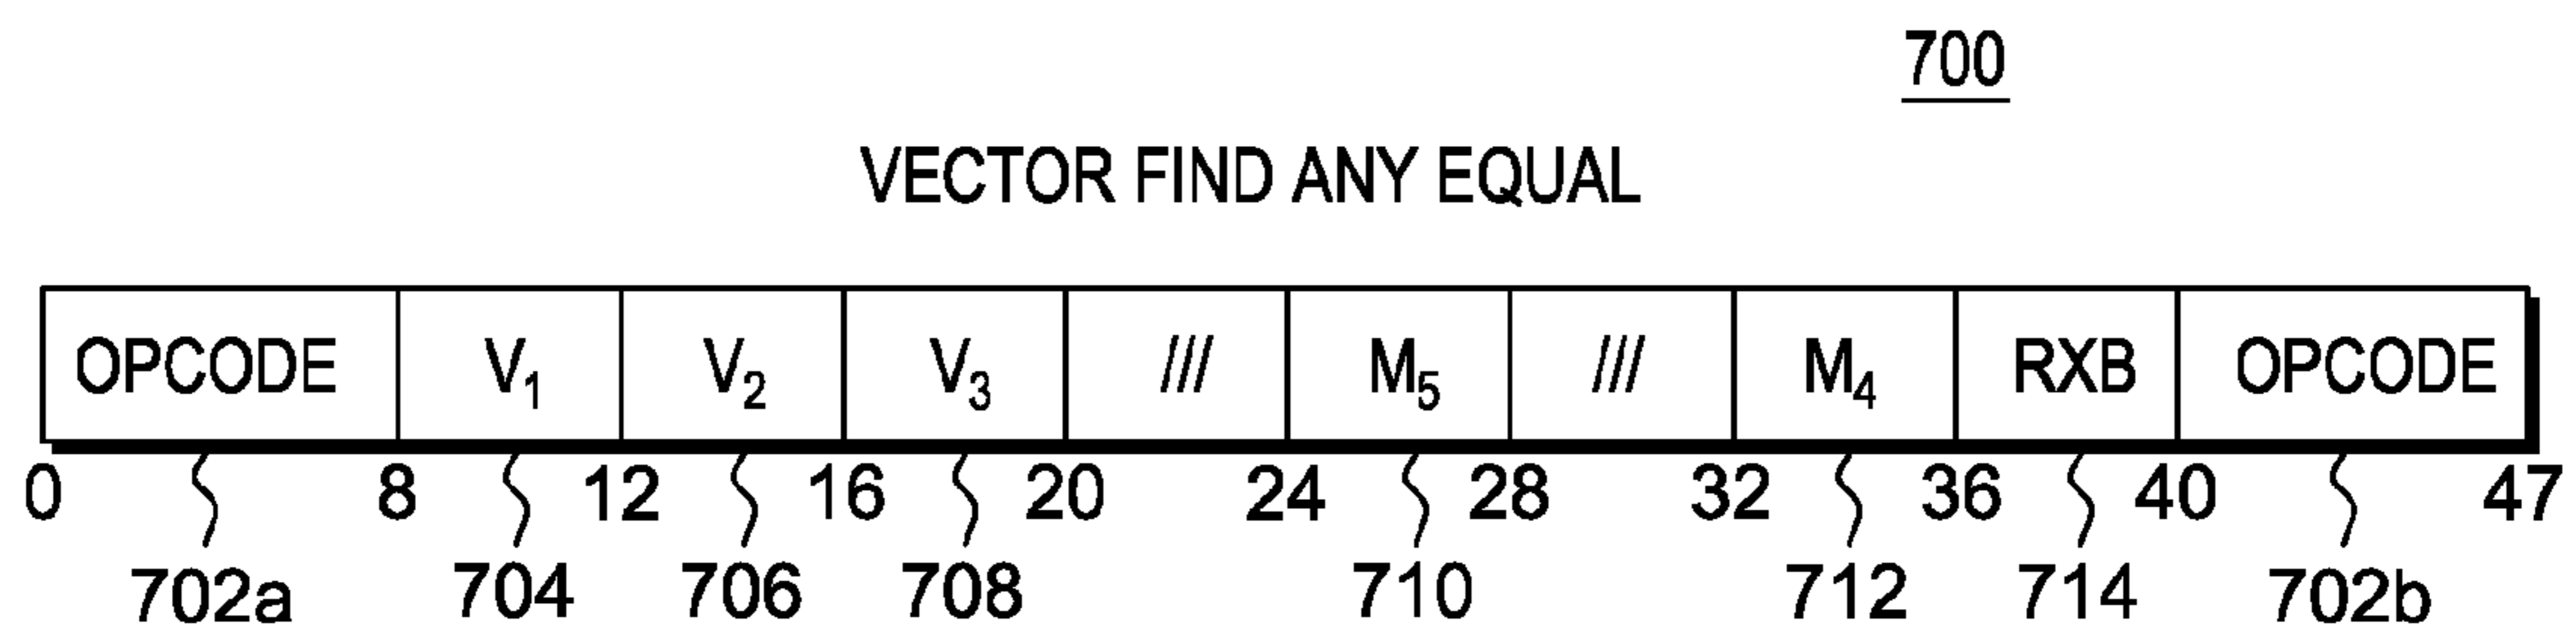 700
VECTOR FIND ANY EQUAL
OPCODE V1 V2 V3 /// M5 /// M4 RXB OPCODE
0 8 12 16 20 24 28 32 36 40 47
702a 704 706 708 710 712 714 702b